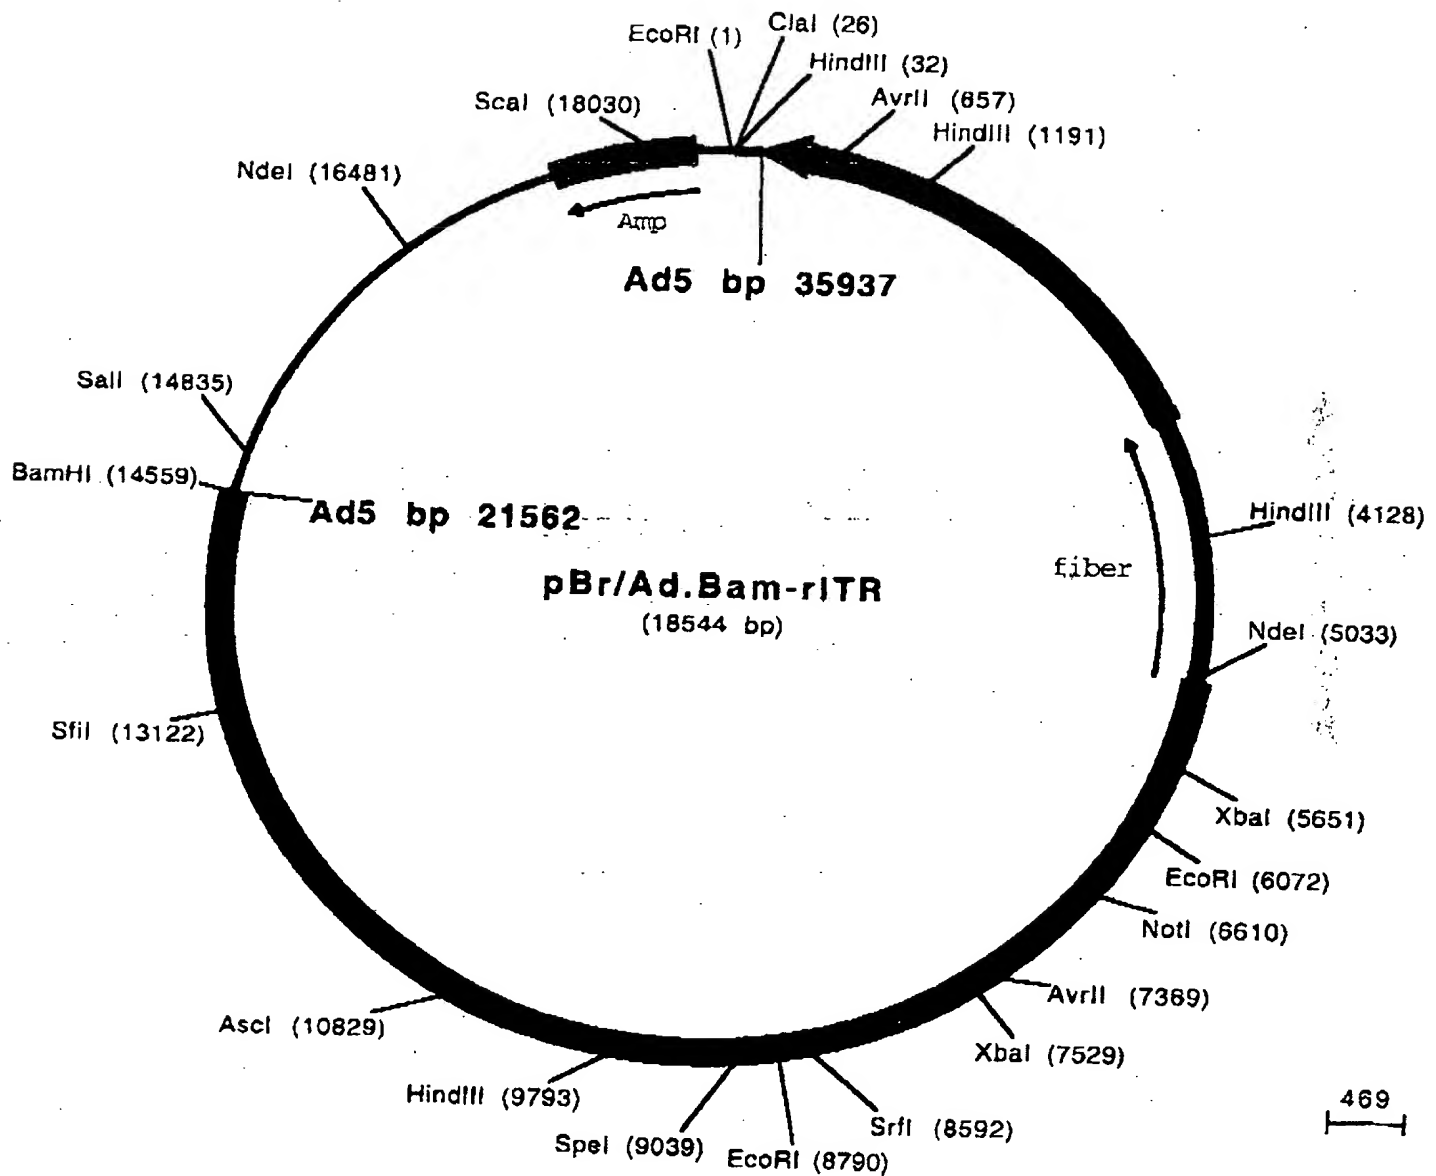 EcoRI (1)
ClaI (26)
HindIII (32)
AvrII (657)
HindIII (1191)
ScaI (18030)
NdeI (16481)
Amp
Ad5 bp 35937
SalI (14835)
BamHI (14559)
Ad5 bp 21562
HindIII (4128)
fiber
pBr/Ad.Bam-rITR
(18544 bp)
NdeI (5033)
SfiI (13122)
XbaI (5651)
EcoRI (6072)
NotI (6610)
AvrII (7369)
AscI (10829)
XbaI (7529)
HindIII (9793)
SpeI (9039)
EcoRI (8790)
SrfI (8592)
469